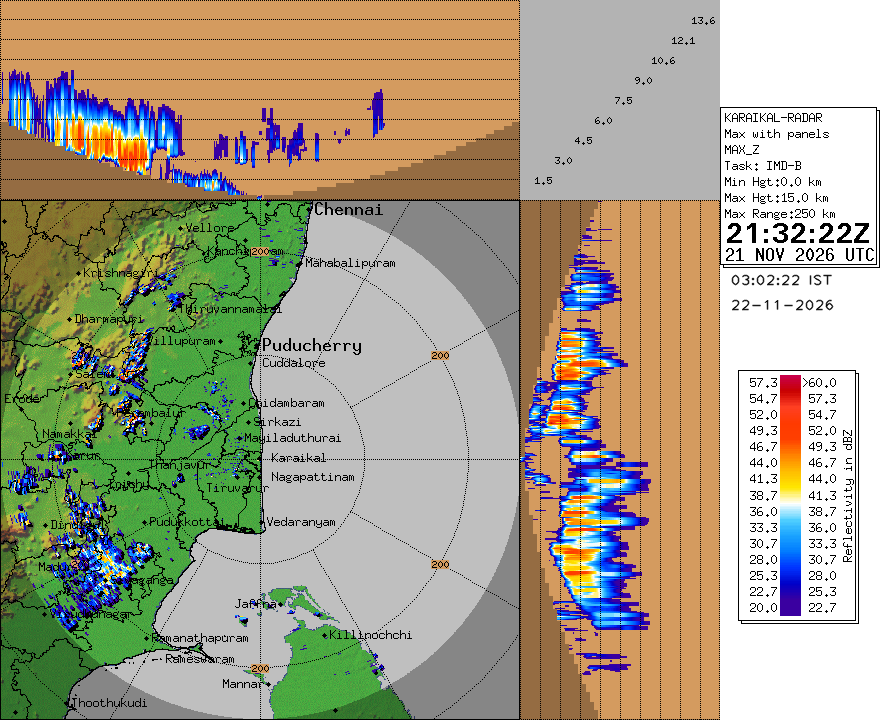 13.6
12.1
10.6
9.0
7.5
6.0
4.5
3.0
1.5
KARAIKAL-RADAR
Max with panels
MAX_Z
Task: IMD-B
Min Hgt:0.0 km
Max Hgt:15.0 km
Max Range:250 km
21:32:22Z
21 NOV 2026 UTC
03:02:22 IST
22-11-2026
Chennai
Vellore
200
Mahabalipuram
Krishnagiri
Thiruvannamalai
Dharmapuri
Villupuram
Puducherry
200
Cuddalore
Salem
Erode
Chidambaram
Perambalur
Sirkazi
Namakkal
Mayiladuthurai
Karaikal
Thanjavur
Nagapattinam
Tiruvarur
Pudukkottai
Vedaranyam
200
Jaffna
Killinochchi
Ramanathapuram
Rameswaram
200
Mannar
Thoothukudi
57.3 >60.0
54.7 57.3
52.0 54.7
49.3 52.0
46.7 49.3
44.0 46.7
41.3 44.0
38.7 41.3
36.0 38.7
33.3 36.0
30.7 33.3
28.0 30.7
25.3 28.0
22.7 25.3
20.0 22.7
Reflectivity in dBZ